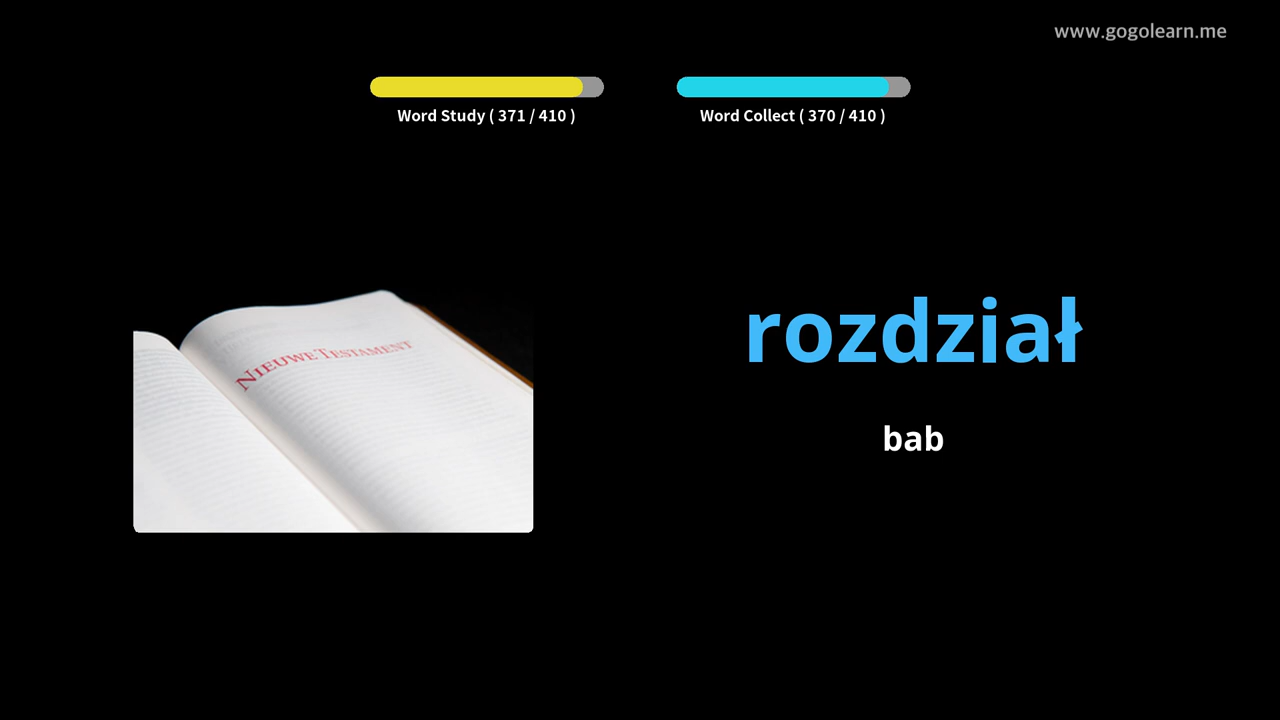 www.gogolearn.me
Word Study ( 371 / 410 )
Word Collect ( 370 / 410 )
NIEUWE TESTAMENT
rozdział
bab